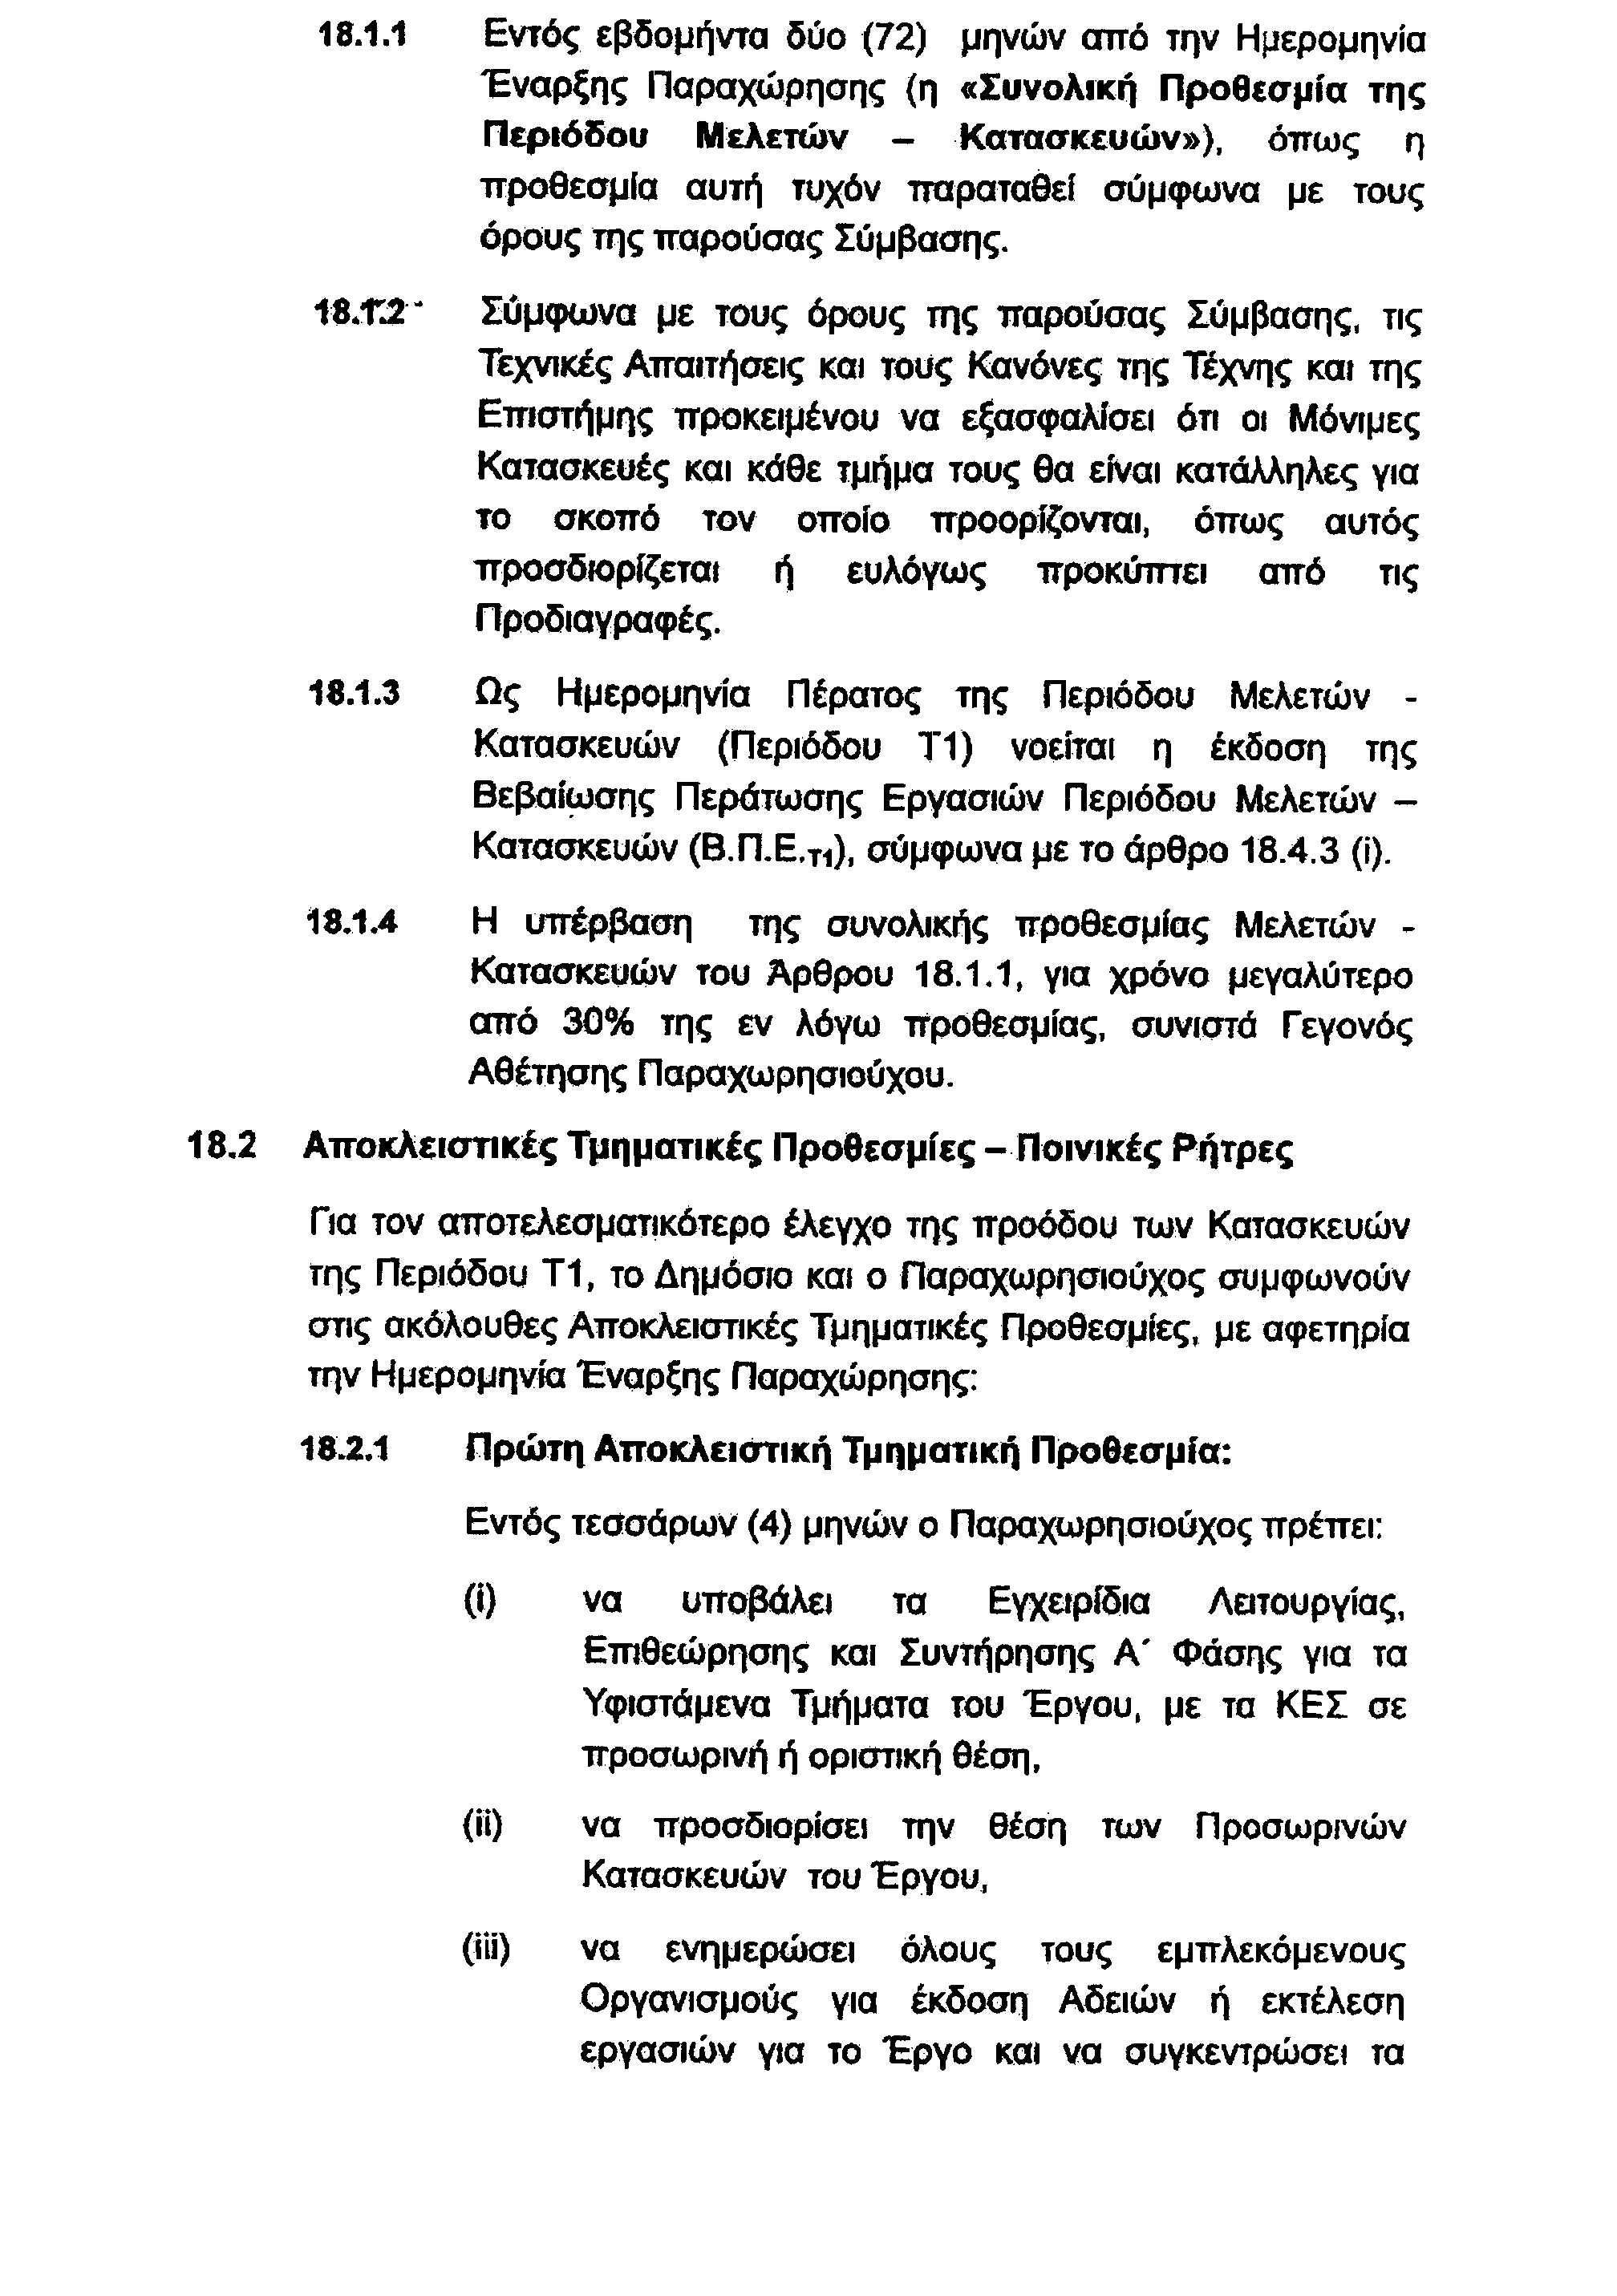 18.1.1 Εντός εβδομήντα δύο (72) μηνών από την Ημερομηνία
Έναρξης Παραχώρησης (η «Συνολική Προθεσμία της
Περιόδου Μελετών – Κατασκευών»), όπως η
προθεσμία αυτή τυχόν παραταθεί σύμφωνα με τους
όρους της παρούσας Σύμβασης.
18.1.2 Σύμφωνα με τους όρους της παρούσας Σύμβασης, τις
Τεχνικές Απαιτήσεις και τους Κανόνες της Τέχνης και της
Επιστήμης προκειμένου να εξασφαλίσει ότι οι Μόνιμες
Κατασκευές και κάθε τμήμα τους θα είναι κατάλληλες για
το σκοπό τον οποίο προορίζονται, όπως αυτός
προσδιορίζεται ή ευλόγως προκύπτει από τις
Προδιαγραφές.
18.1.3 Ως Ημερομηνία Πέρατος της Περιόδου Μελετών -
Κατασκευών (Περιόδου Τ1) νοείται η έκδοση της
Βεβαίωσης Περάτωσης Εργασιών Περιόδου Μελετών –
Κατασκευών (Β.Π.Ε.Τ1), σύμφωνα με το άρθρο 18.4.3 (i).
18.1.4 Η υπέρβαση της συνολικής προθεσμίας Μελετών -
Κατασκευών του Άρθρου 18.1.1, για χρόνο μεγαλύτερο
από 30% της εν λόγω προθεσμίας, συνιστά Γεγονός
Αθέτησης Παραχωρησιούχου.
18.2 Αποκλειστικές Τμηματικές Προθεσμίες – Ποινικές Ρήτρες
Για τον αποτελεσματικότερο έλεγχο της προόδου των Κατασκευών
της Περιόδου Τ1, το Δημόσιο και ο Παραχωρησιούχος συμφωνούν
στις ακόλουθες Αποκλειστικές Τμηματικές Προθεσμίες, με αφετηρία
την Ημερομηνία Έναρξης Παραχώρησης:
18.2.1 Πρώτη Αποκλειστική Τμηματική Προθεσμία:
Εντός τεσσάρων (4) μηνών ο Παραχωρησιούχος πρέπει:
(i) να υποβάλει τα Εγχειρίδια Λειτουργίας,
Επιθεώρησης και Συντήρησης Α΄ Φάσης για τα
Υφιστάμενα Τμήματα του Έργου, με τα ΚΕΣ σε
προσωρινή ή οριστική θέση,
(ii) να προσδιορίσει την θέση των Προσωρινών
Κατασκευών του Έργου,
(iii) να ενημερώσει όλους τους εμπλεκόμενους
Οργανισμούς για έκδοση Αδειών ή εκτέλεση
εργασιών για το Έργο και να συγκεντρώσει τα